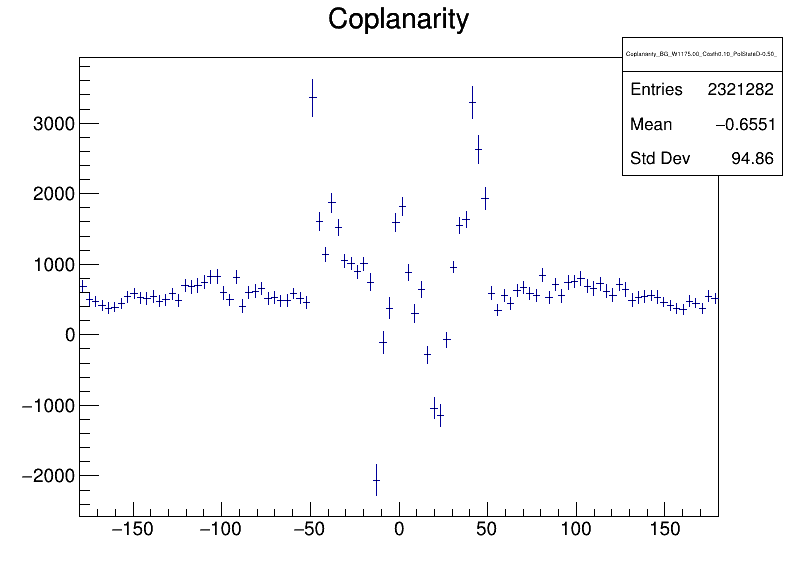 Coplanarity
Coplanarity_BG_W1175.00_Costh0.10_PolStateD-0.50_
Entries 2321282
Mean −0.6551
Std Dev 94.86
3000
2000
1000
0
−1000
−2000
−150 −100 −50 0 50 100 150